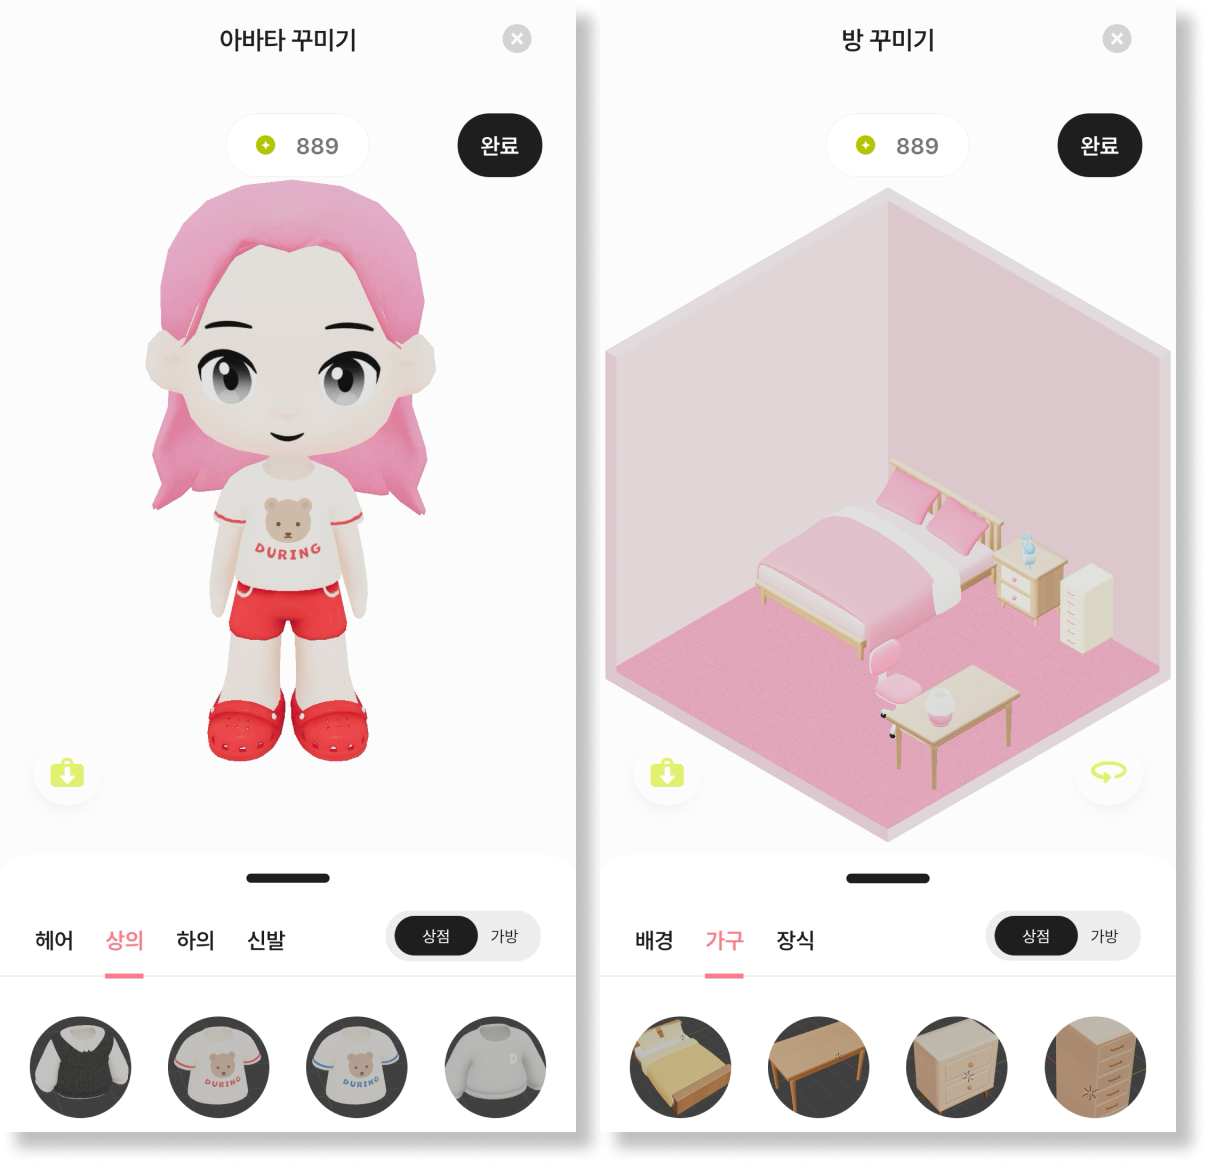 아바타 꾸미기
889
완료
DURING
헤어 상의 하의 신발 상점 가방
DURING DURING D
방 꾸미기
889
완료
배경 가구 장식 상점 가방